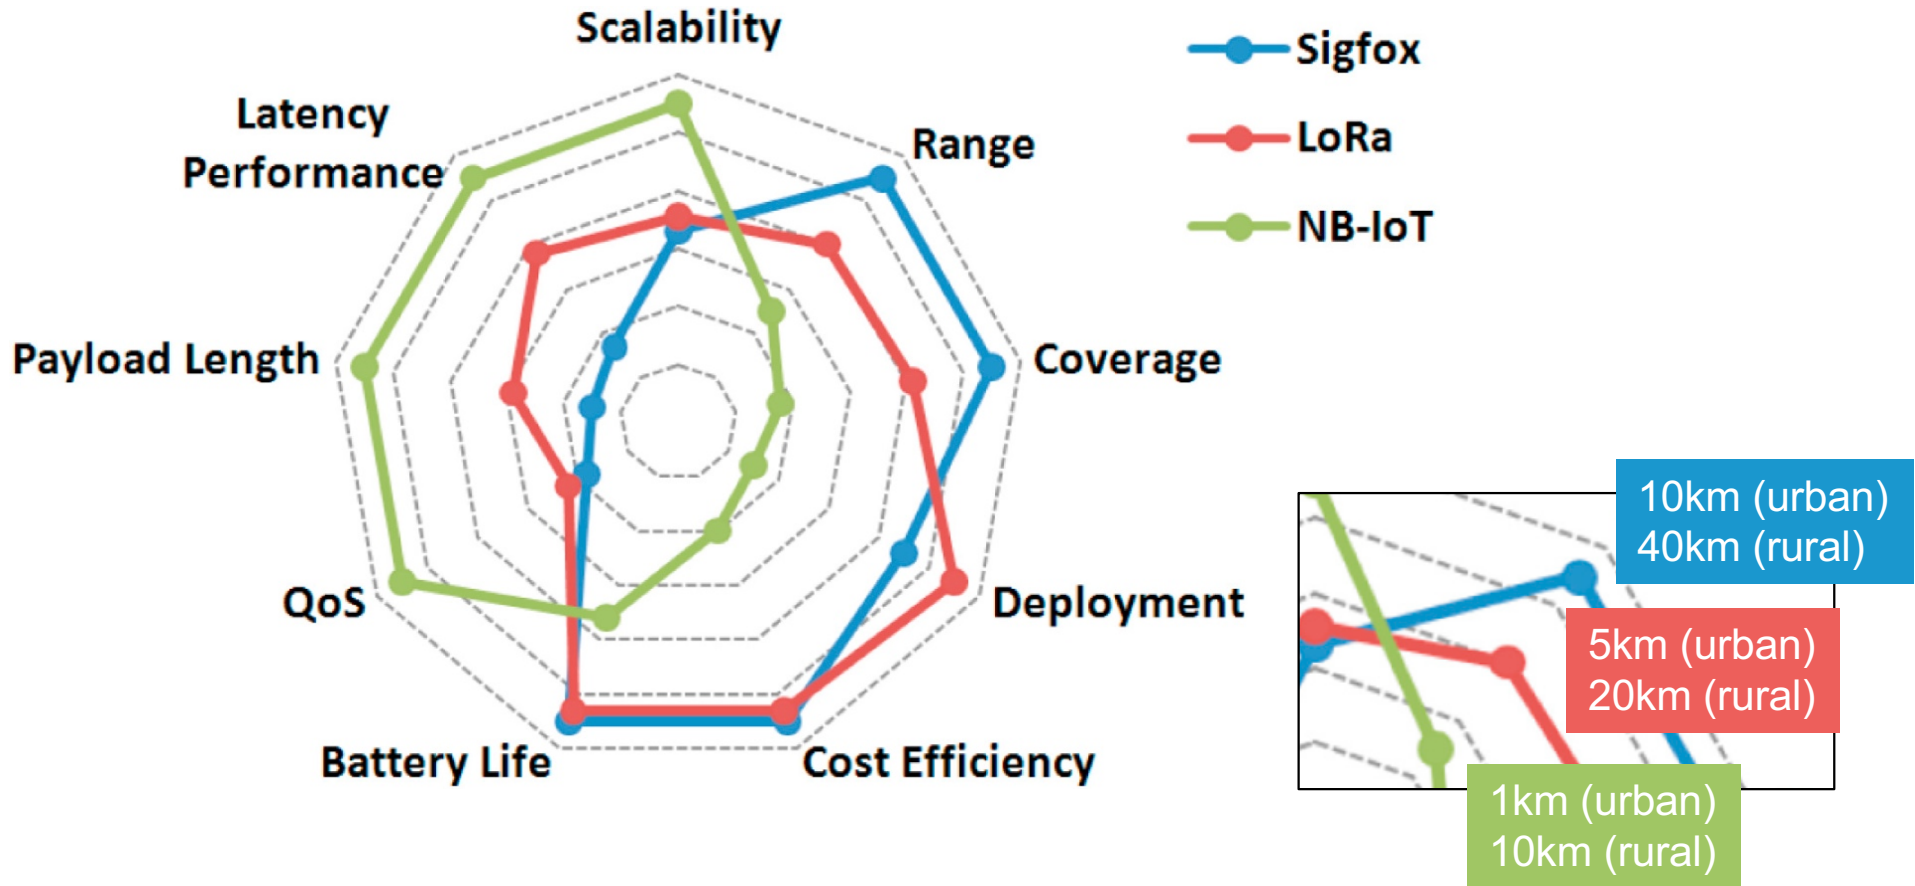 Scalability
Latency
Performance
Range
Payload Length
Coverage
QoS
Deployment
Battery Life
Cost Efficiency
Sigfox
LoRa
NB-IoT
10km (urban)
40km (rural)
5km (urban)
20km (rural)
1km (urban)
10km (rural)